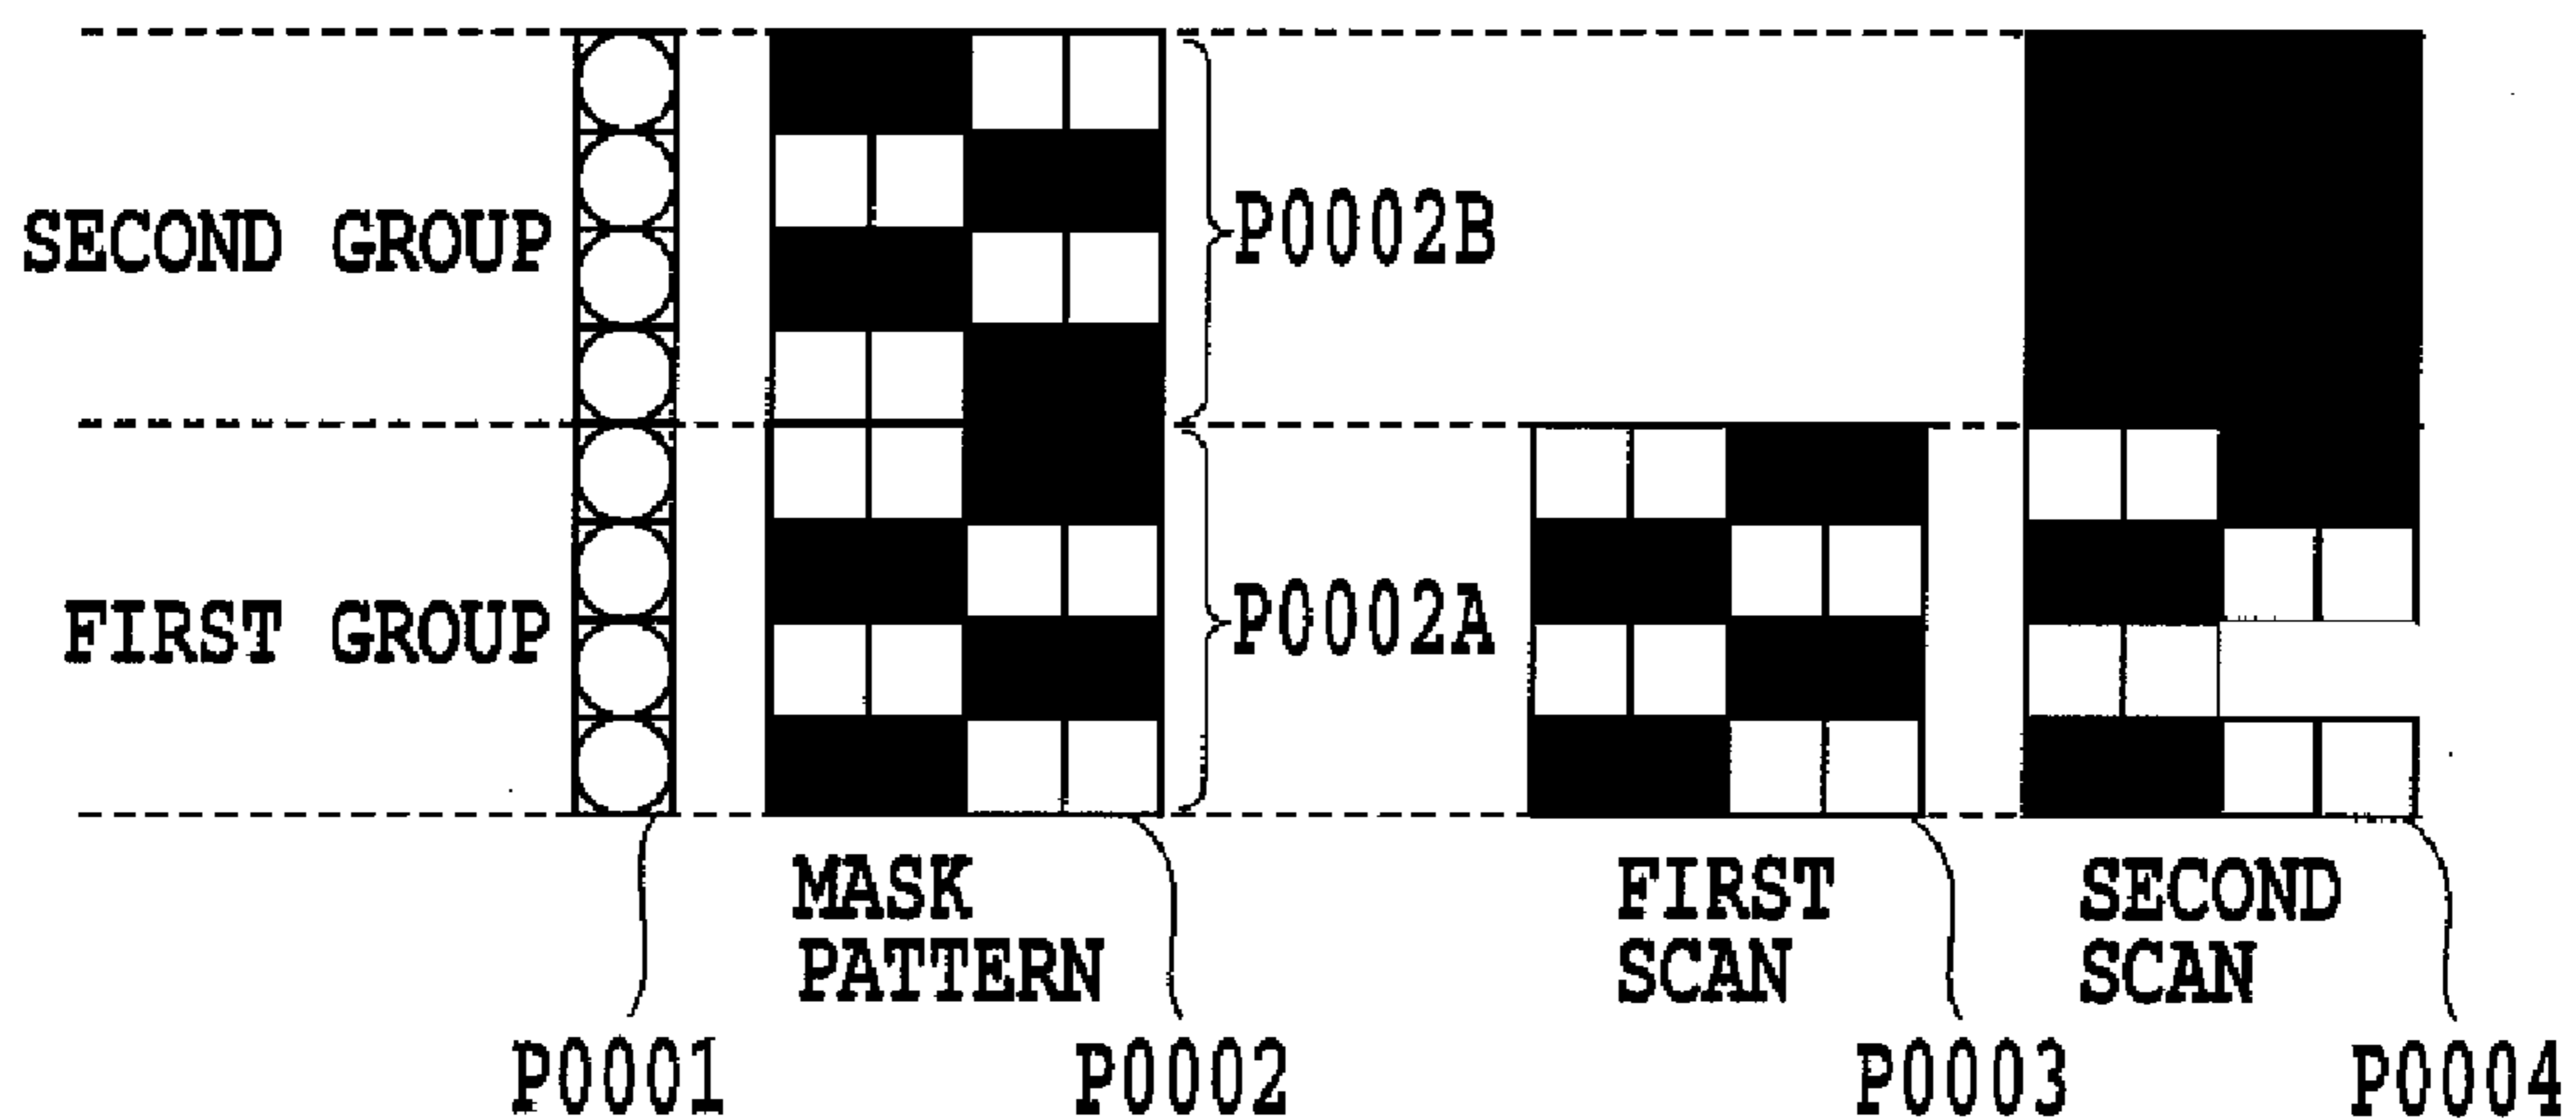 SECOND GROUP
P0002B
FIRST GROUP
P0002A
MASK
PATTERN
FIRST
SCAN
SECOND
SCAN
P0001
P0002
P0003
P0004